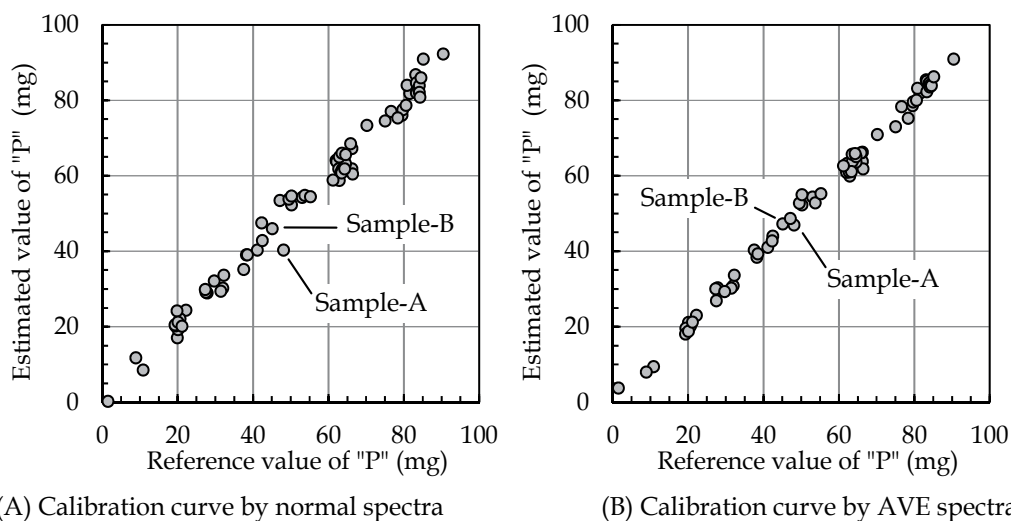 100
80
60
40
20
0
Estimated value of "P" (mg)
Sample-B
Sample-A
0 20 40 60 80 100
Reference value of "P" (mg)
(A) Calibration curve by normal spectra
100
80
60
40
20
0
Estimated value of "P" (mg)
Sample-B
Sample-A
0 20 40 60 80 100
Reference value of "P" (mg)
(B) Calibration curve by AVE spectra